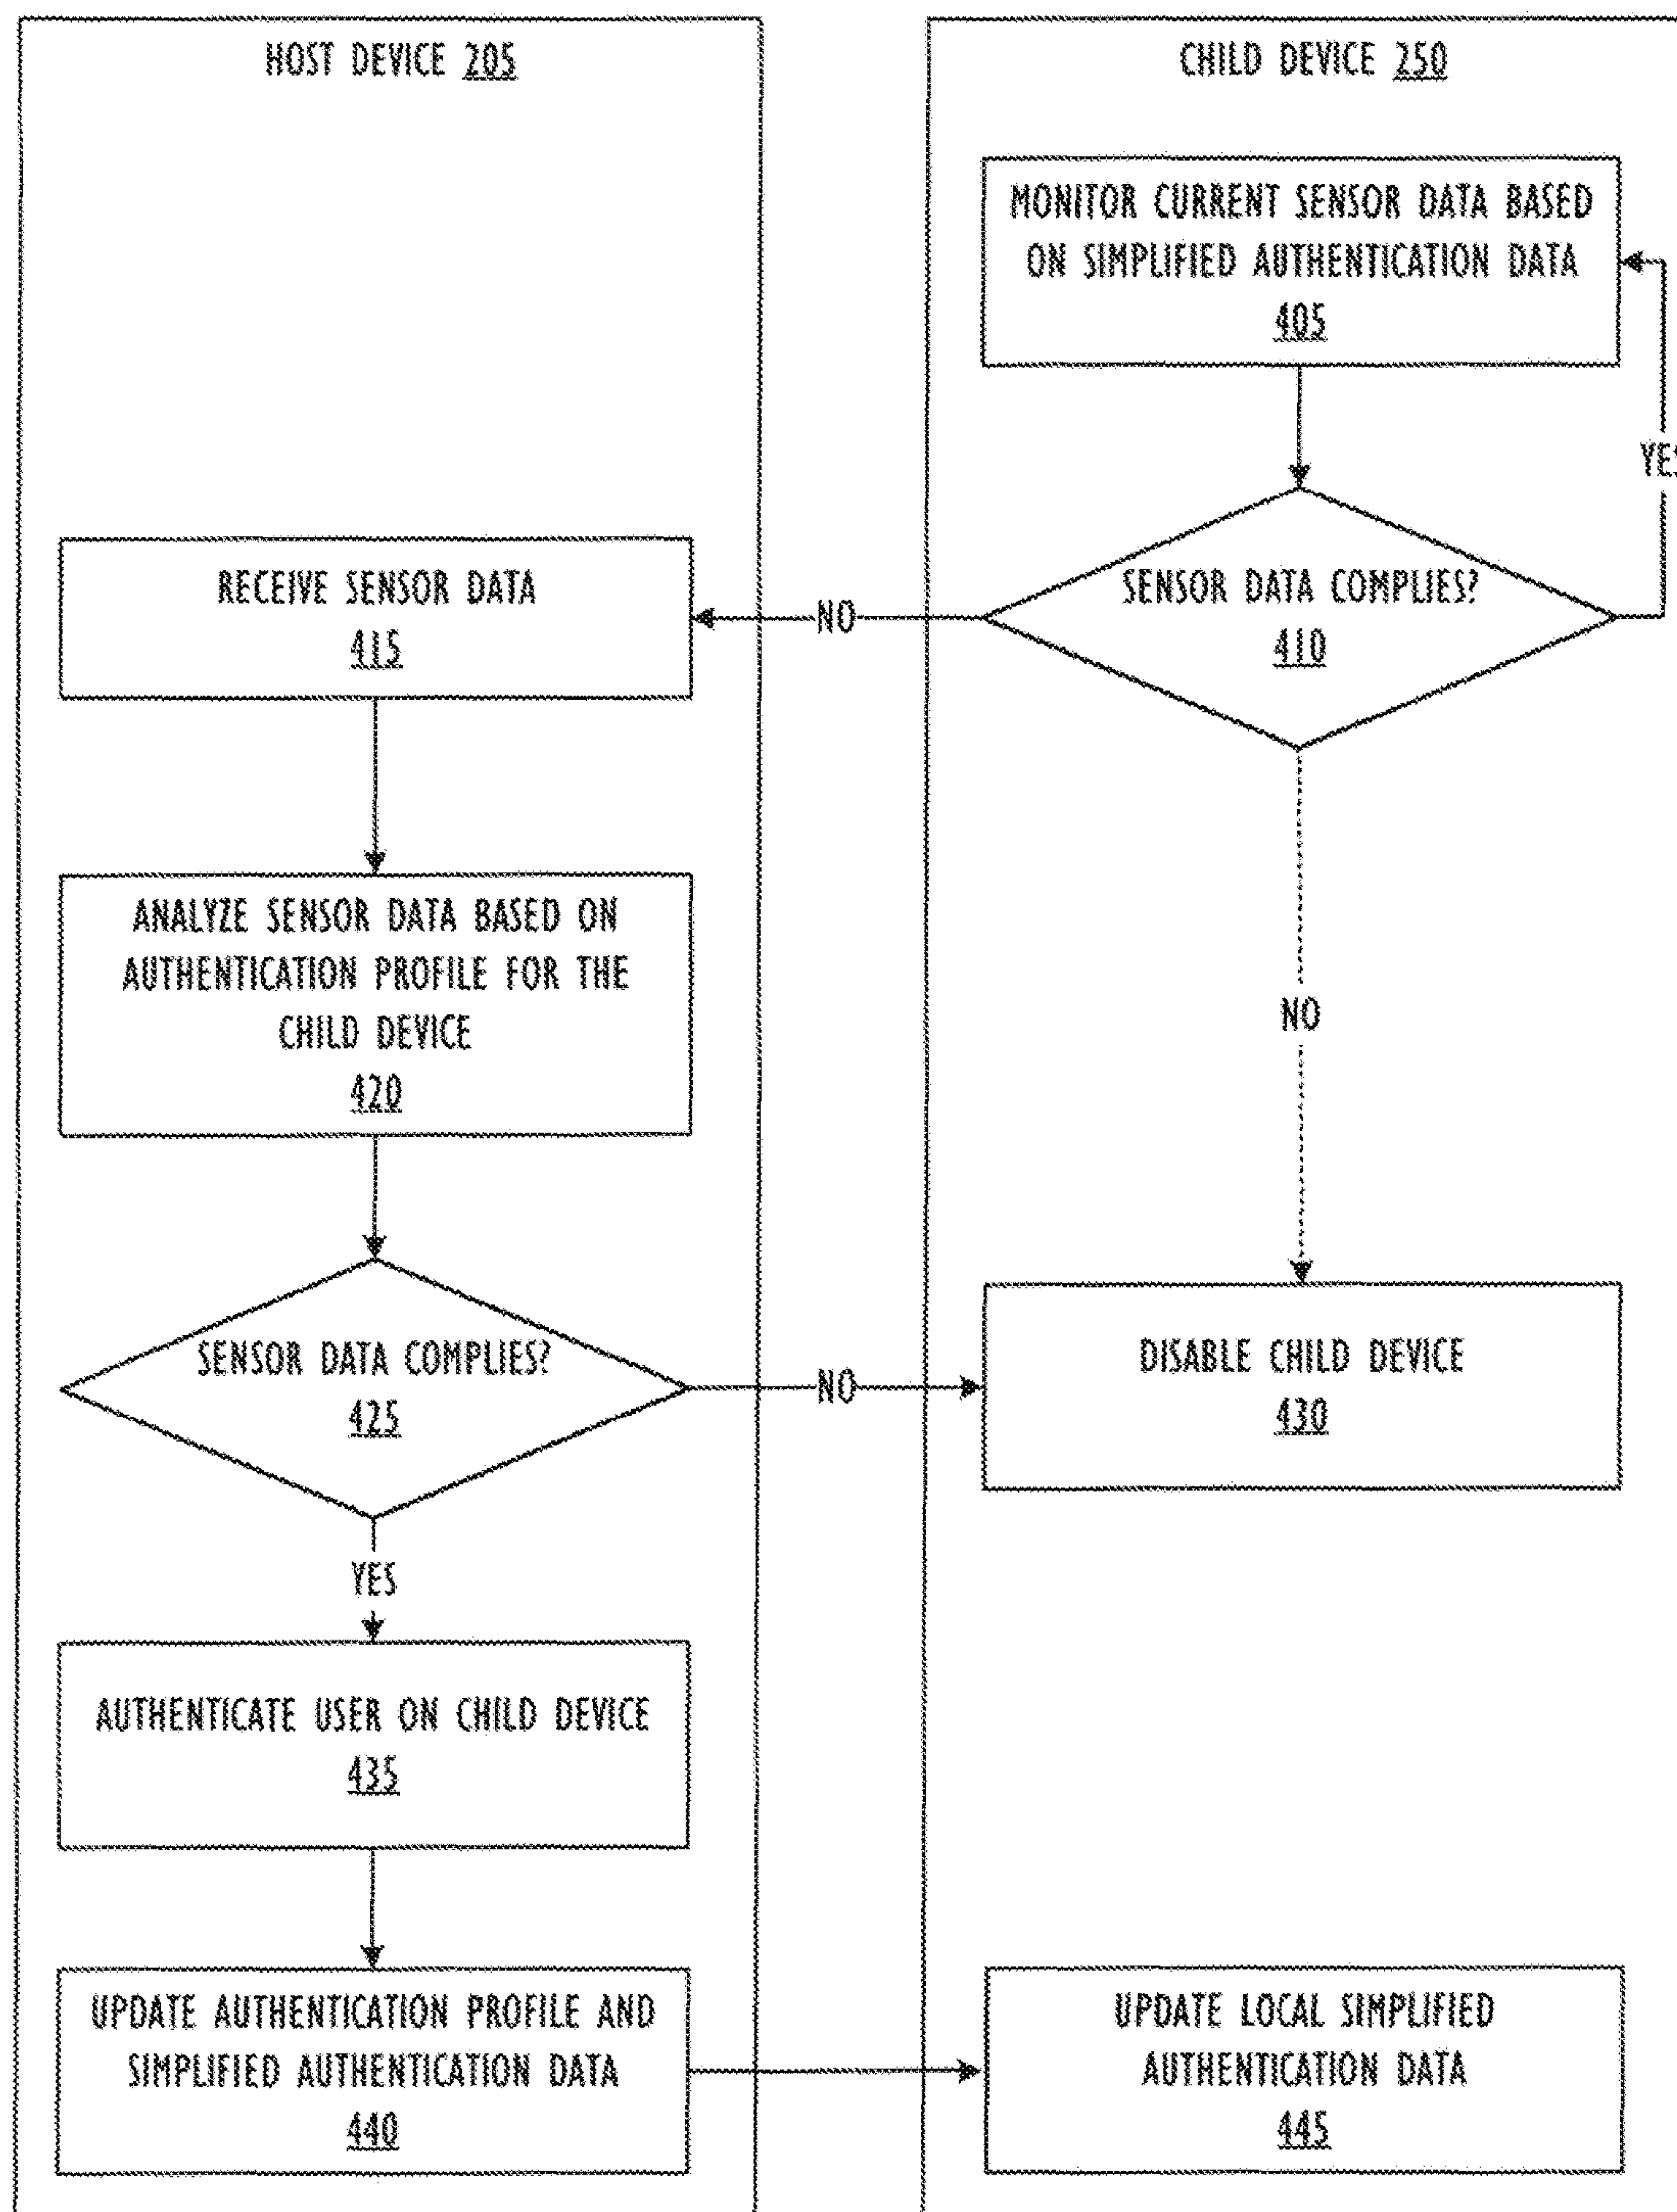 HOST DEVICE 205
CHILD DEVICE 250
MONITOR CURRENT SENSOR DATA BASED
ON SIMPLIFIED AUTHENTICATION DATA
405
YES
SENSOR DATA COMPLIES?
410
NO
RECEIVE SENSOR DATA
415
ANALYZE SENSOR DATA BASED ON
AUTHENTICATION PROFILE FOR THE
CHILD DEVICE
420
NO
SENSOR DATA COMPLIES?
425
NO
DISABLE CHILD DEVICE
430
YES
AUTHENTICATE USER ON CHILD DEVICE
435
UPDATE AUTHENTICATION PROFILE AND
SIMPLIFIED AUTHENTICATION DATA
440
UPDATE LOCAL SIMPLIFIED
AUTHENTICATION DATA
445